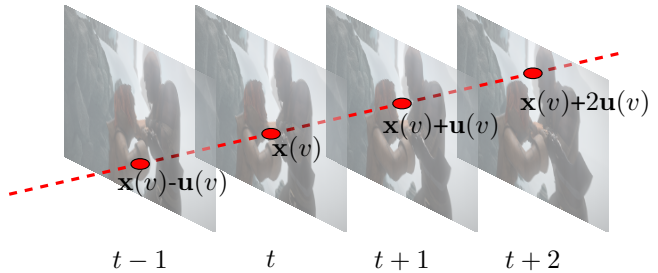 x(v)+2u(v)
x(v)+u(v)
x(v)
x(v)-u(v)
t − 1
t
t + 1
t + 2